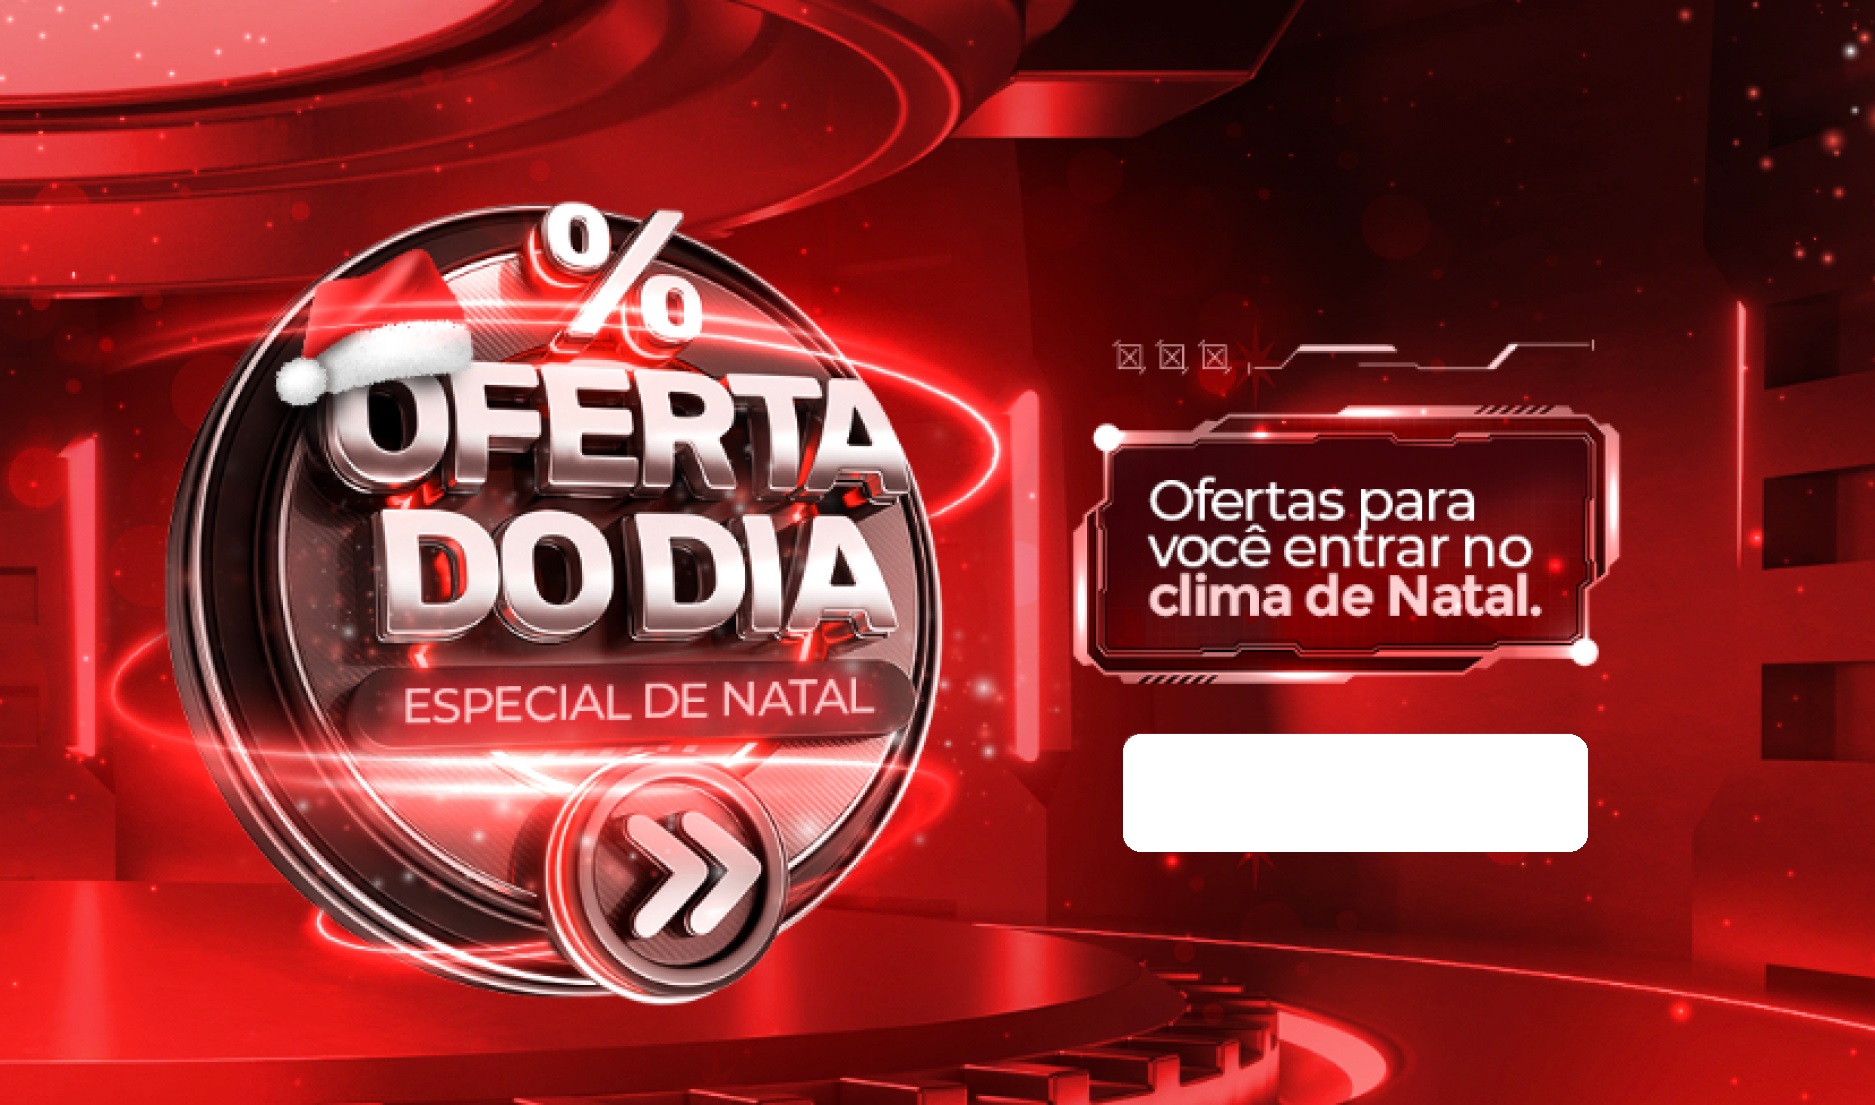 %
OFERTA
DO DIA
ESPECIAL DE NATAL
Ofertas para
você entrar no
clima de Natal.